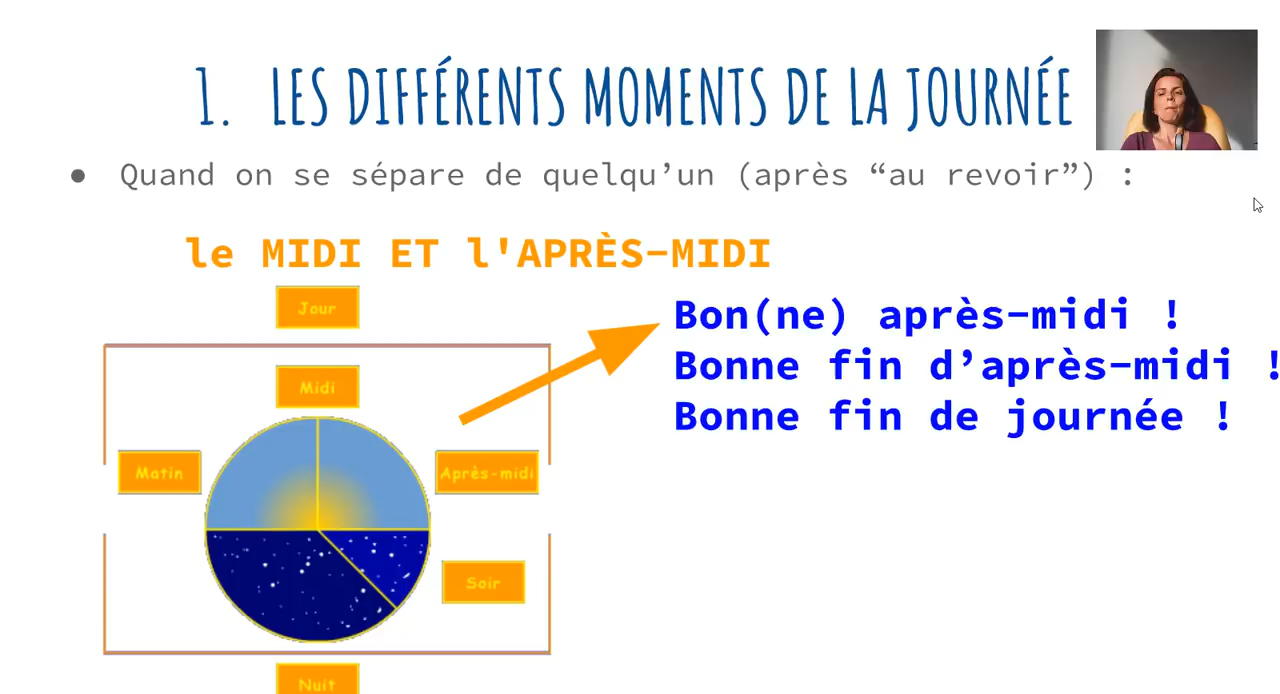 1. LES DIFFÉRENTS MOMENTS DE LA JOURNÉE
● Quand on se sépare de quelqu’un (après “au revoir”) :
le MIDI ET l'APRÈS-MIDI
Jour
Bon(ne) après-midi !
Bonne fin d’après-midi !
Bonne fin de journée !
Midi
Matin
Après-midi
Soir
Nuit